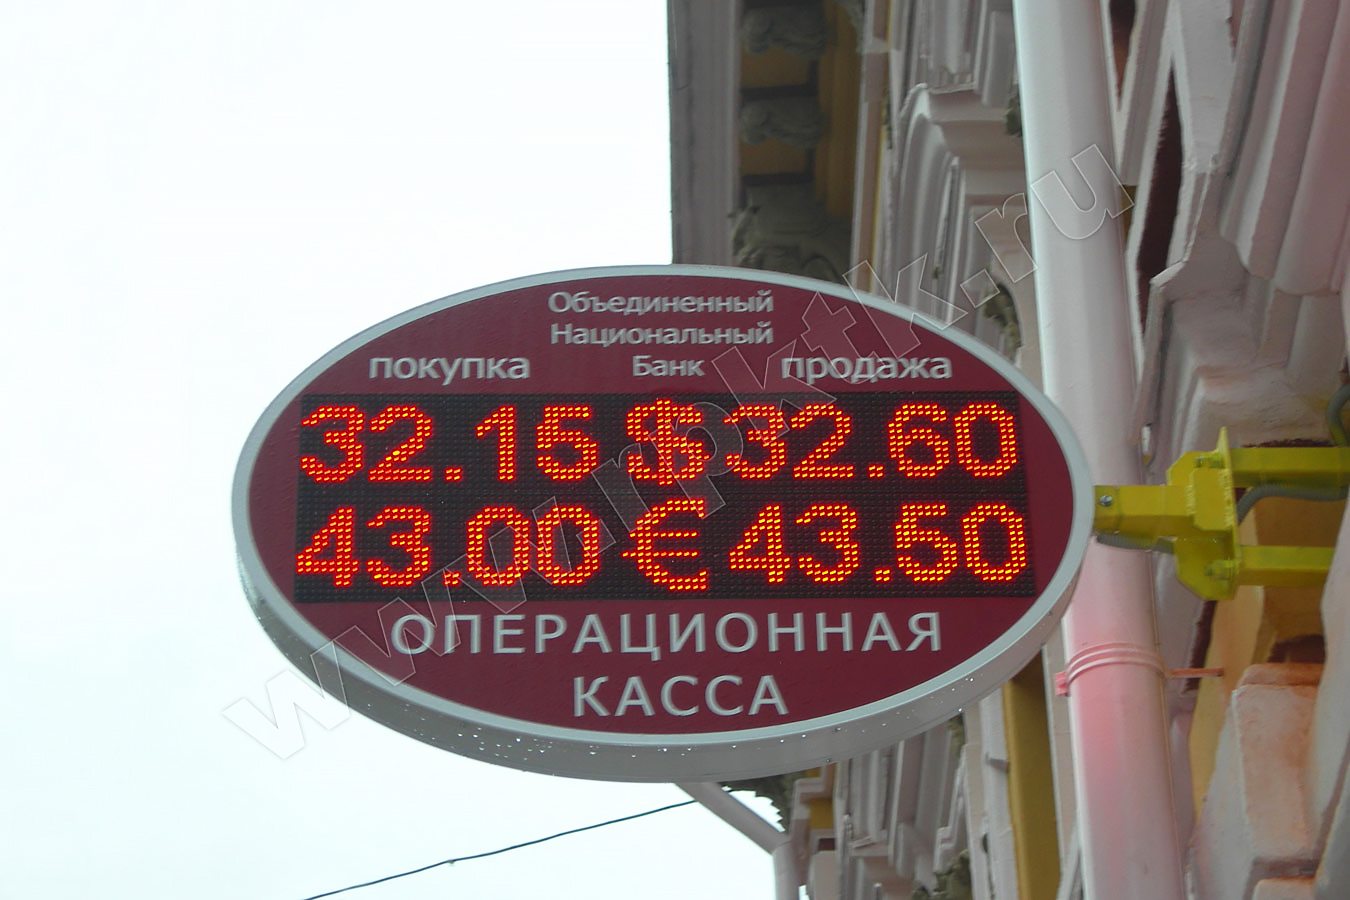 Объединенный
Национальный
покупка Банк продажа
32.15 $ 32.60
43.00 € 43.50
ОПЕРАЦИОННАЯ
КАССА
www.rpktk.ru